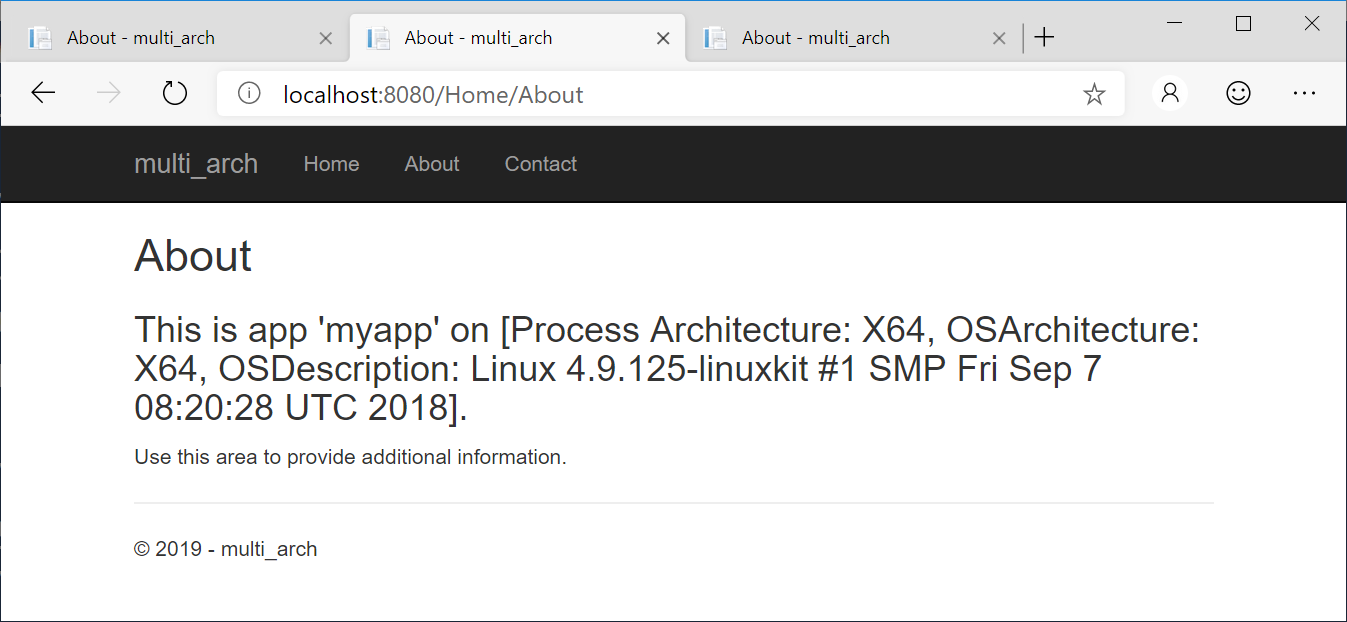 About - multi_arch
About - multi_arch
About - multi_arch
localhost:8080/Home/About
multi_arch Home About Contact
About
This is app 'myapp' on [Process Architecture: X64, OSArchitecture:
X64, OSDescription: Linux 4.9.125-linuxkit #1 SMP Fri Sep 7
08:20:28 UTC 2018].
Use this area to provide additional information.
© 2019 - multi_arch